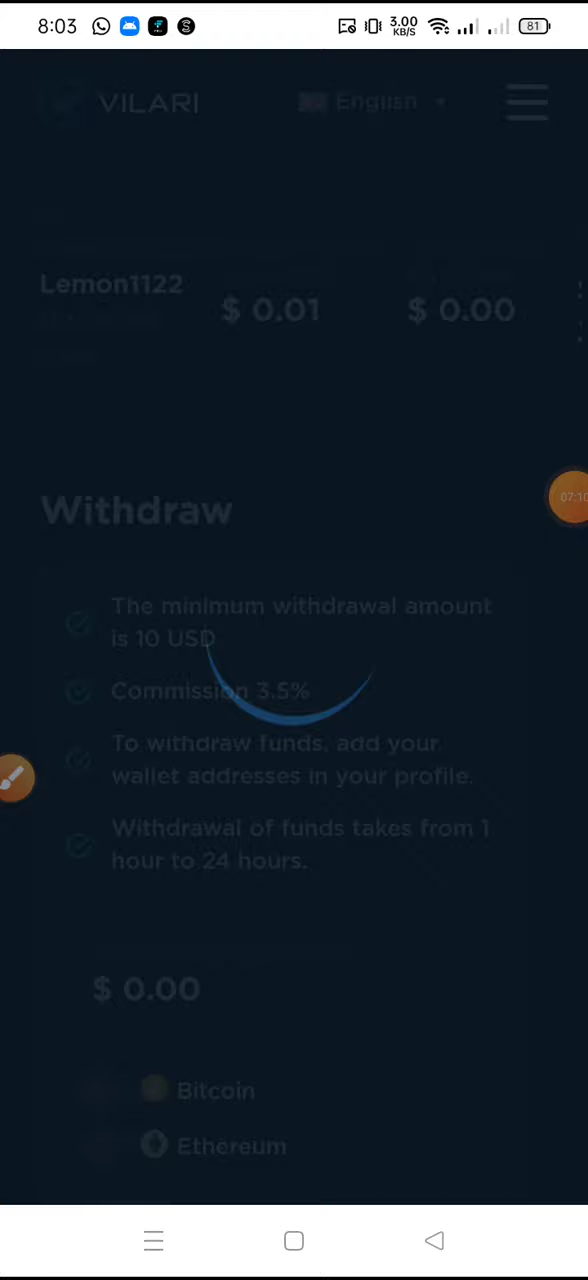 8:03
3.00
KB/S
81
VILARI
English
Lemon1122
$ 0.01
$ 0.00
07:10
Withdraw
The minimum withdrawal amount
is 10 USD
Commission 3.5%
To withdraw funds, add your
wallet addresses in your profile.
Withdrawal of funds takes from 1
hour to 24 hours.
$ 0.00
Bitcoin
Ethereum